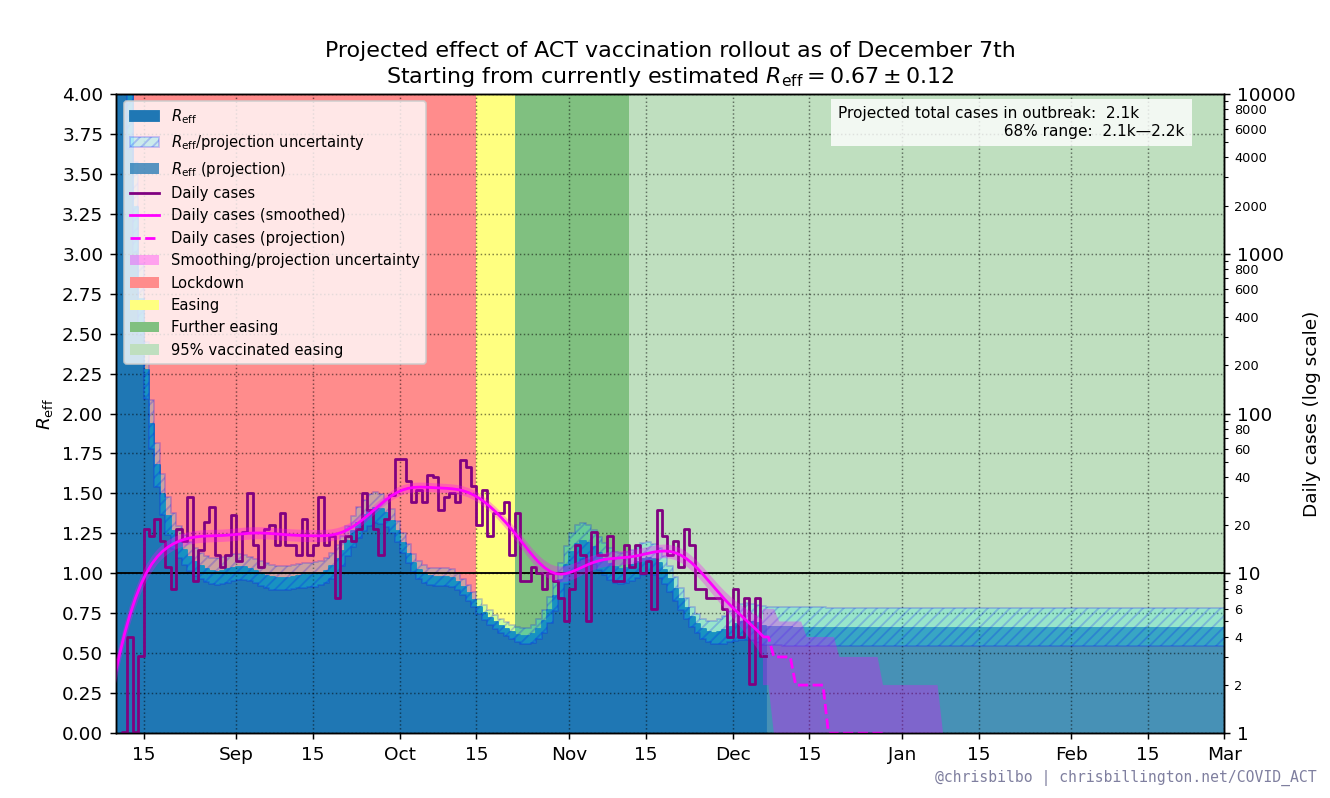 Projected effect of ACT vaccination rollout as of December 7th
Starting from currently estimated Reff = 0.67 ± 0.12
Reff
Reff/projection uncertainty
Reff (projection)
Daily cases
Daily cases (smoothed)
Daily cases (projection)
Smoothing/projection uncertainty
Lockdown
Easing
Further easing
95% vaccinated easing
Projected total cases in outbreak: 2.1k
68% range: 2.1k—2.2k
Reff
4.00
3.75
3.50
3.25
3.00
2.75
2.50
2.25
2.00
1.75
1.50
1.25
1.00
0.75
0.50
0.25
0.00
10000
8000
6000
4000
2000
1000
800
600
400
200
100
80
60
40
20
10
8
6
4
2
1
Daily cases (log scale)
15 Sep 15 Oct 15 Nov 15 Dec 15 Jan 15 Feb 15 Mar
@chrisbilbo | chrisbillington.net/COVID_ACT